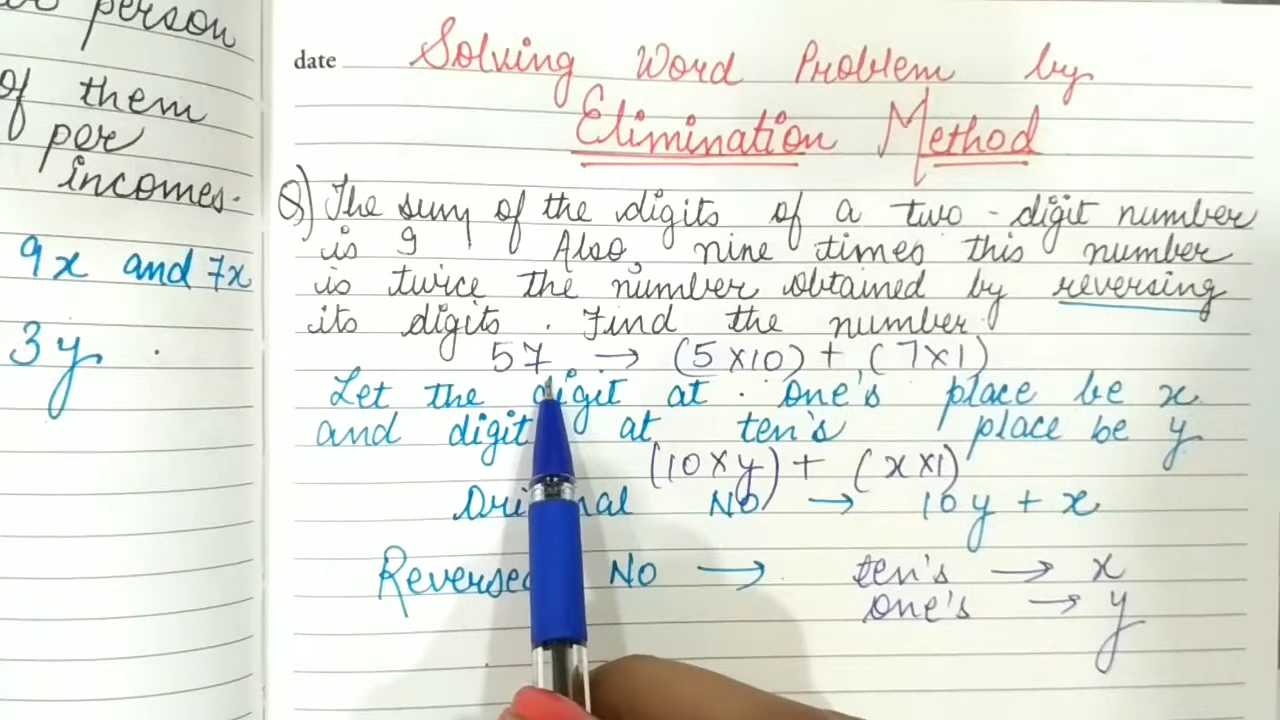 person
of them
per
incomes.
9x and 7x
3y.
date
Solving Word Problem by
Elimination Method
Q) The sum of the digits of a two-digit number
is 9 Also, nine times this number
is twice the number obtained by reversing
its digits. Find the number.
57 → (5×10) + (7×1)
Let the digit at one's place be x
and digit at ten's place be y
(10×y) + (x×1)
No → 10y + x
No → ten's → x
one's → y